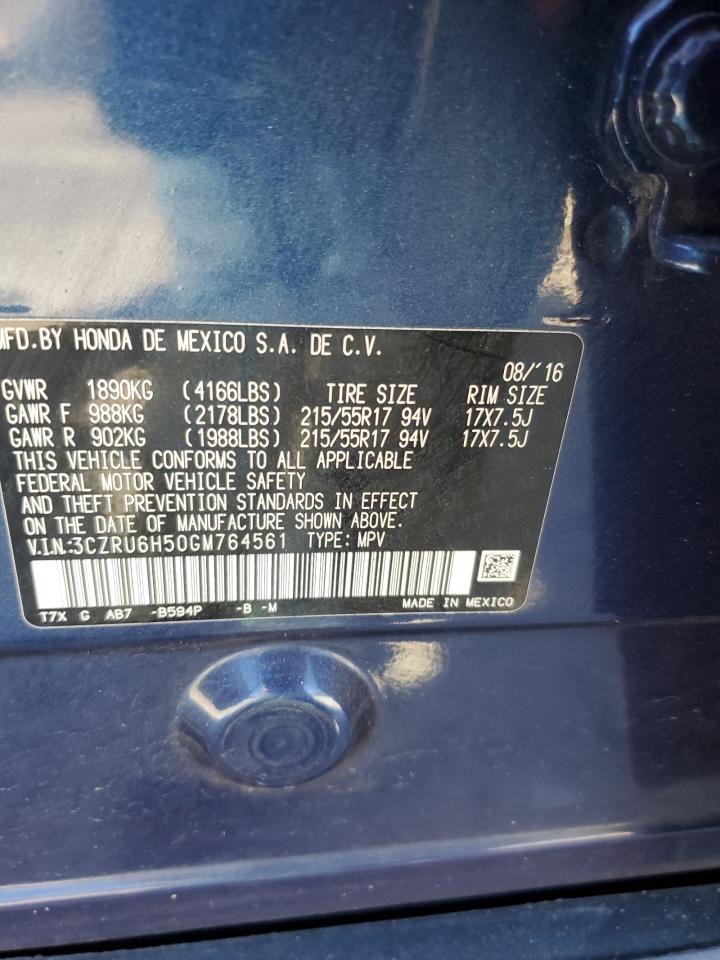 MFD.BY HONDA DE MEXICO S.A. DE C.V.
08/'16
GVWR 1890KG (4166LBS) TIRE SIZE RIM SIZE
GAWR F 988KG (2178LBS) 215/55R17 94V 17X7.5J
GAWR R 902KG (1988LBS) 215/55R17 94V 17X7.5J
THIS VEHICLE CONFORMS TO ALL APPLICABLE
FEDERAL MOTOR VEHICLE SAFETY
AND THEFT PREVENTION STANDARDS IN EFFECT
ON THE DATE OF MANUFACTURE SHOWN ABOVE.
V.I.N.:3CZRU6H50GM764561 TYPE: MPV
T7X G AB7 -B594P -B -M MADE IN MEXICO